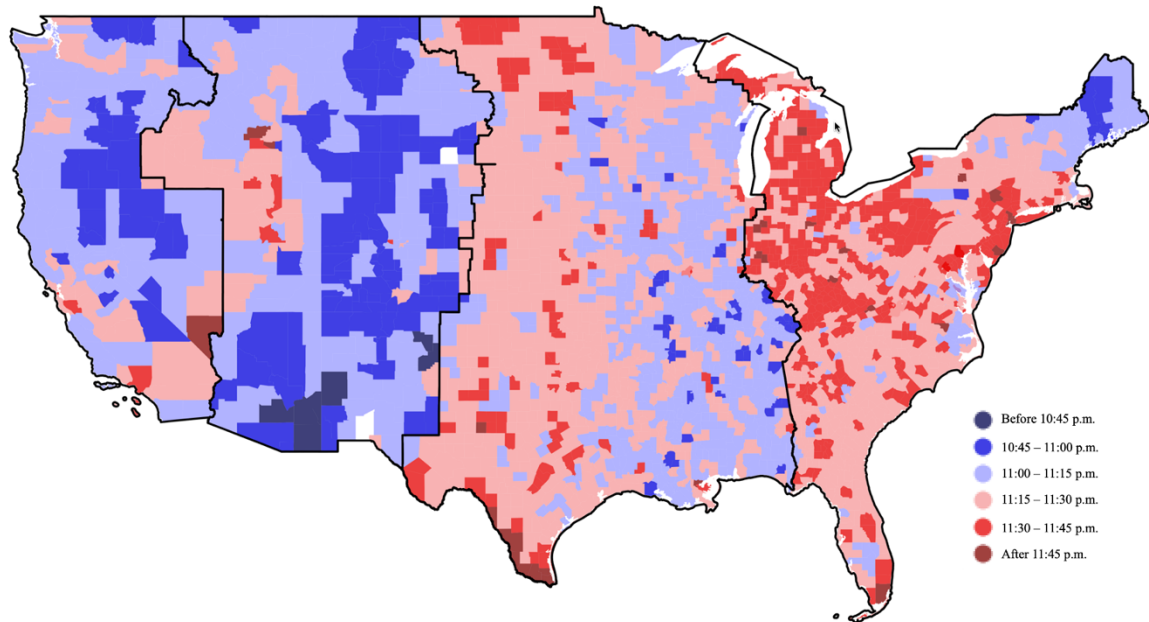 Before 10:45 p.m.
10:45 – 11:00 p.m.
11:00 – 11:15 p.m.
11:15 – 11:30 p.m.
11:30 – 11:45 p.m.
After 11:45 p.m.